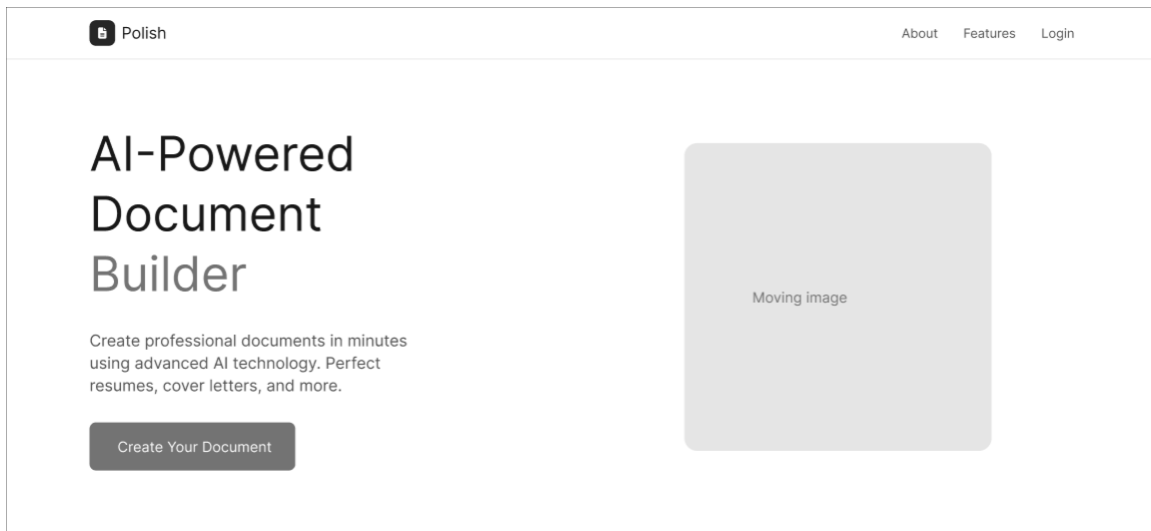 Polish
About
Features
Login
AI-Powered
Document
Builder
Create professional documents in minutes
using advanced AI technology. Perfect
resumes, cover letters, and more.
Create Your Document
Moving image